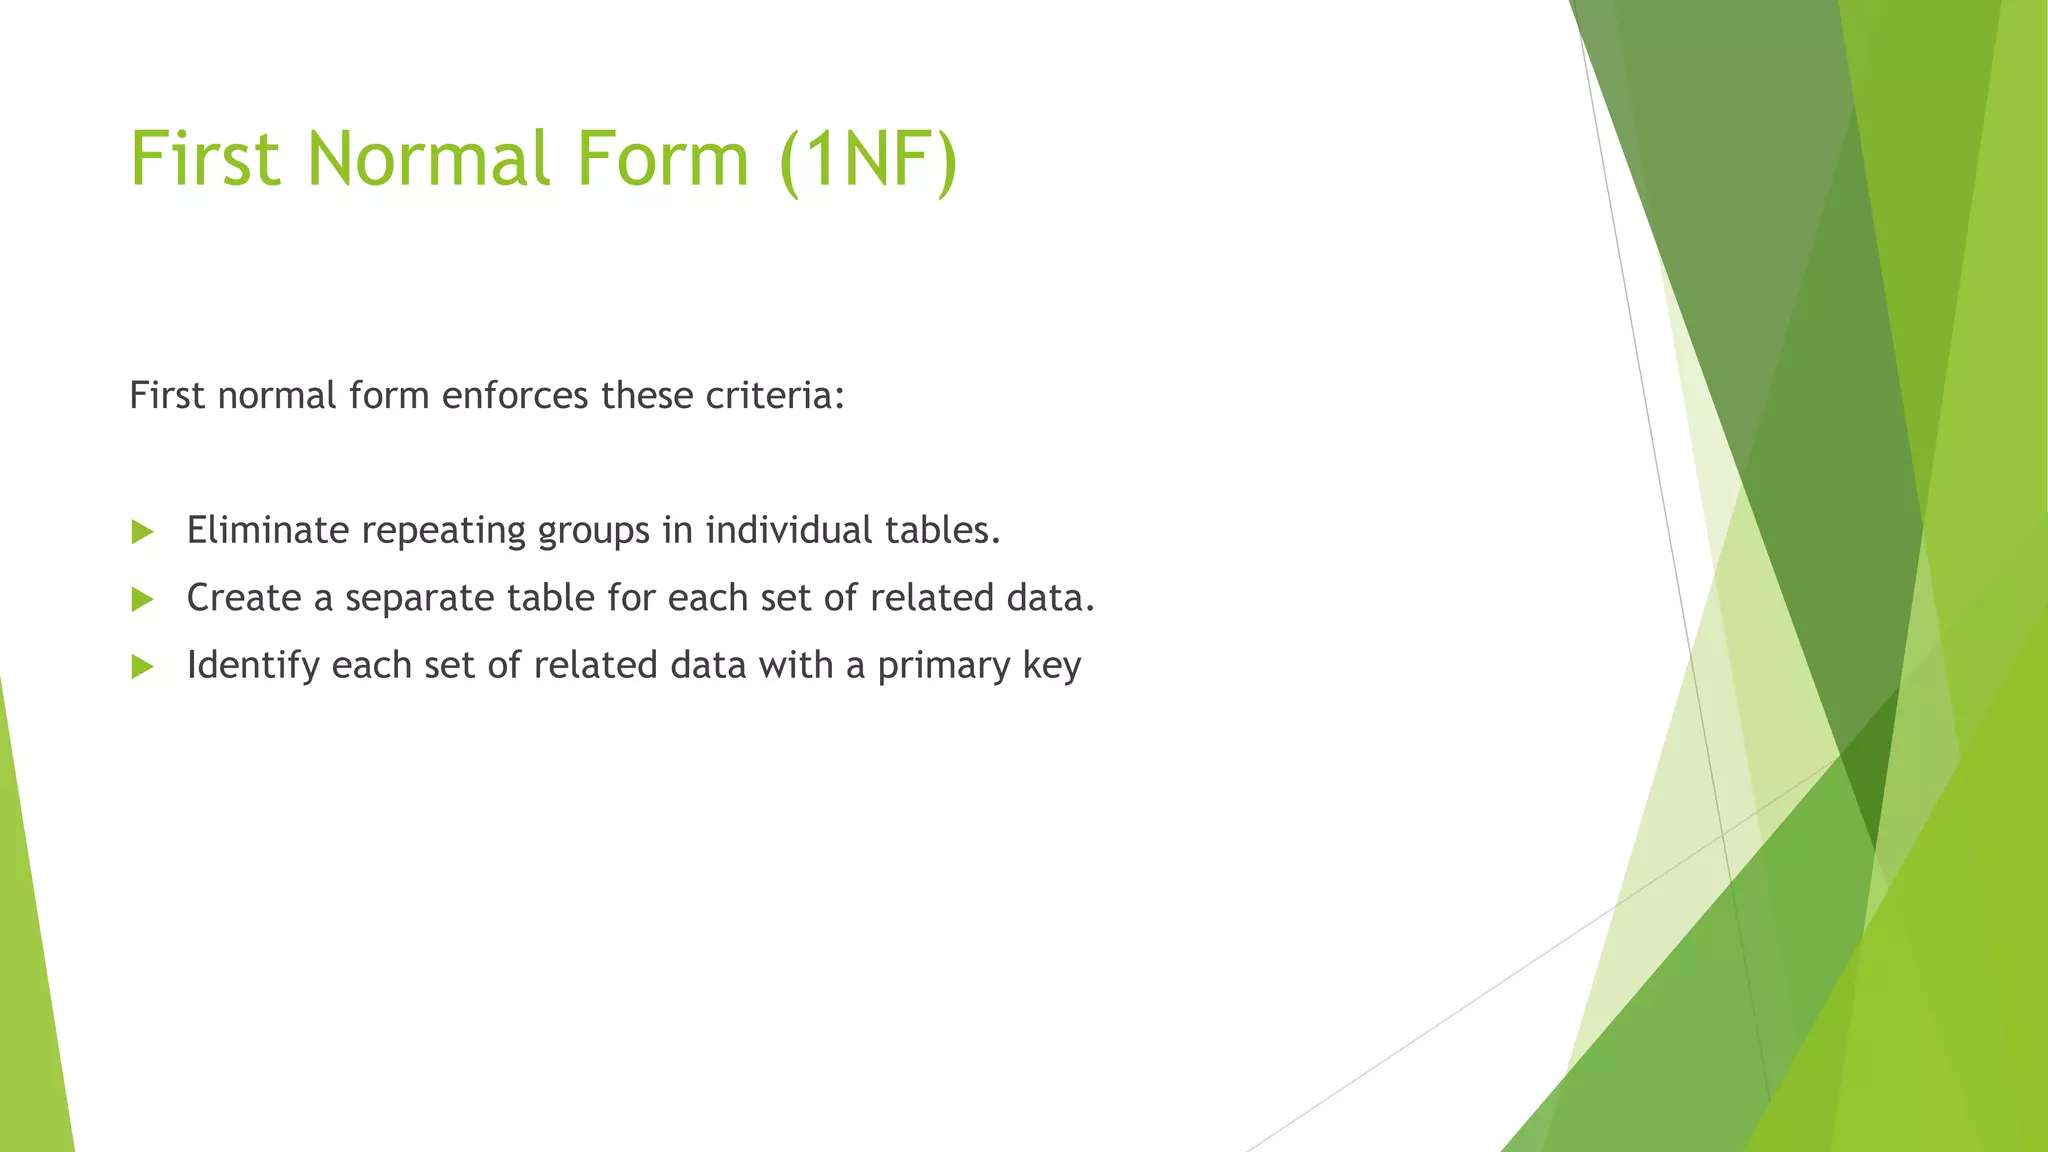 First Normal Form (1NF)
First normal form enforces these criteria:
Eliminate repeating groups in individual tables.
Create a separate table for each set of related data.
Identify each set of related data with a primary key